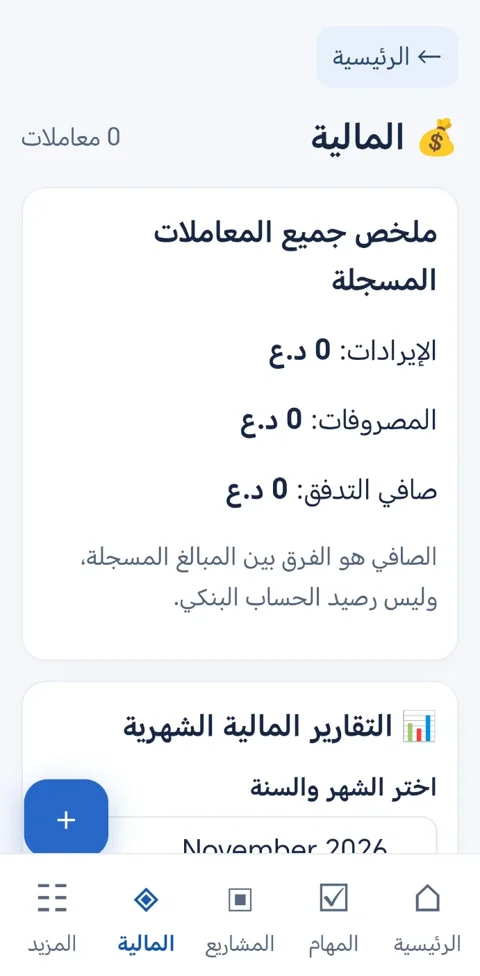 ← الرئيسية
💰 المالية
0 معاملات
ملخص جميع المعاملات
المسجلة
الإيرادات: 0 د.ع
المصروفات: 0 د.ع
صافي التدفق: 0 د.ع
الصافي هو الفرق بين المبالغ المسجلة،
وليس رصيد الحساب البنكي.
📊 التقارير المالية الشهرية
اختر الشهر والسنة
November 2026
+
الرئيسية
المهام
المشاريع
المالية
المزيد